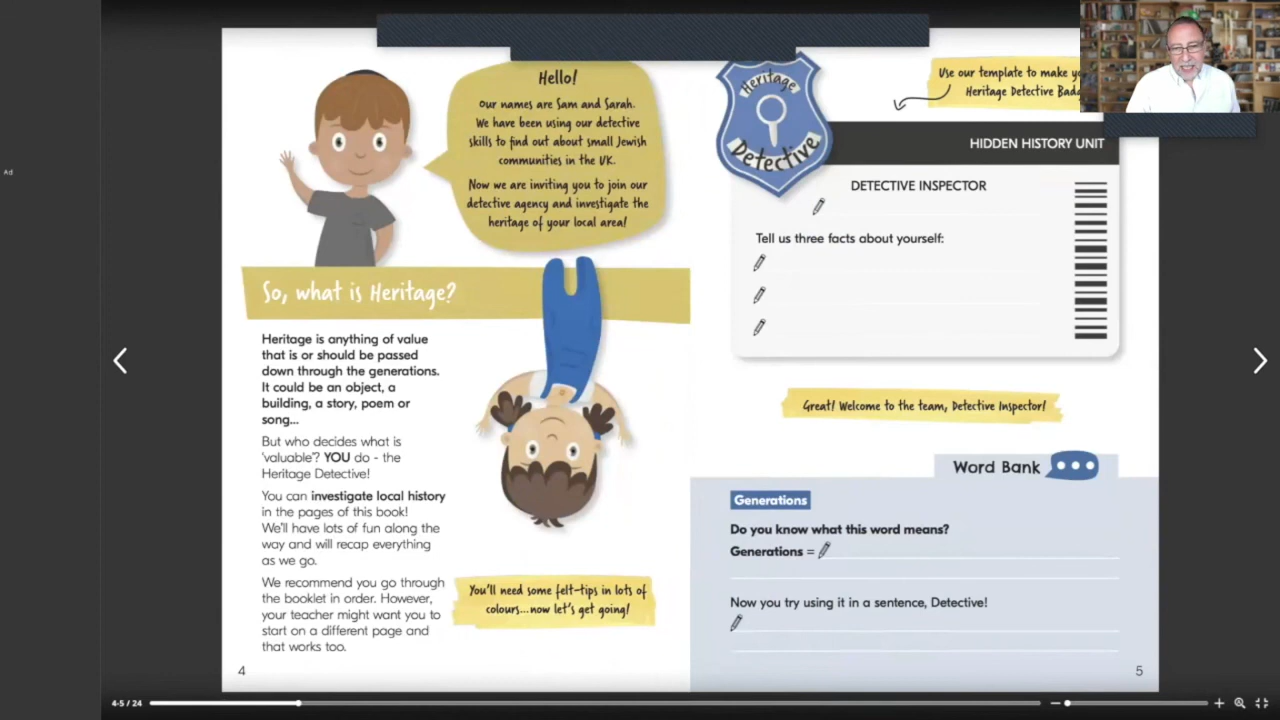 Ad
Hello!
Our names are Sam and Sarah.
We have been using our detective
skills to find out about small Jewish
communities in the UK.
Now we are inviting you to join our
detective agency and investigate the
heritage of your local area!
So, what is Heritage?
Heritage is anything of value
that is or should be passed
down through the generations.
It could be an object, a
building, a story, poem or
song...
But who decides what is
'valuable'? YOU do - the
Heritage Detective!
You can investigate local history
in the pages of this book!
We'll have lots of fun along the
way and will recap everything
as we go.
We recommend you go through
the booklet in order. However,
your teacher might want you to
start on a different page and
that works too.
You'll need some felt-tips in lots of
colours...now let's get going!
4
Heritage
Detective
Use our template to make
Heritage Detective
HIDDEN HISTORY UNIT
DETECTIVE INSPECTOR
Tell us three facts about yourself:
Great! Welcome to the team, Detective Inspector!
Word Bank
Generations
Do you know what this word means?
Generations =
Now you try using it in a sentence, Detective!
5
4-5 / 24